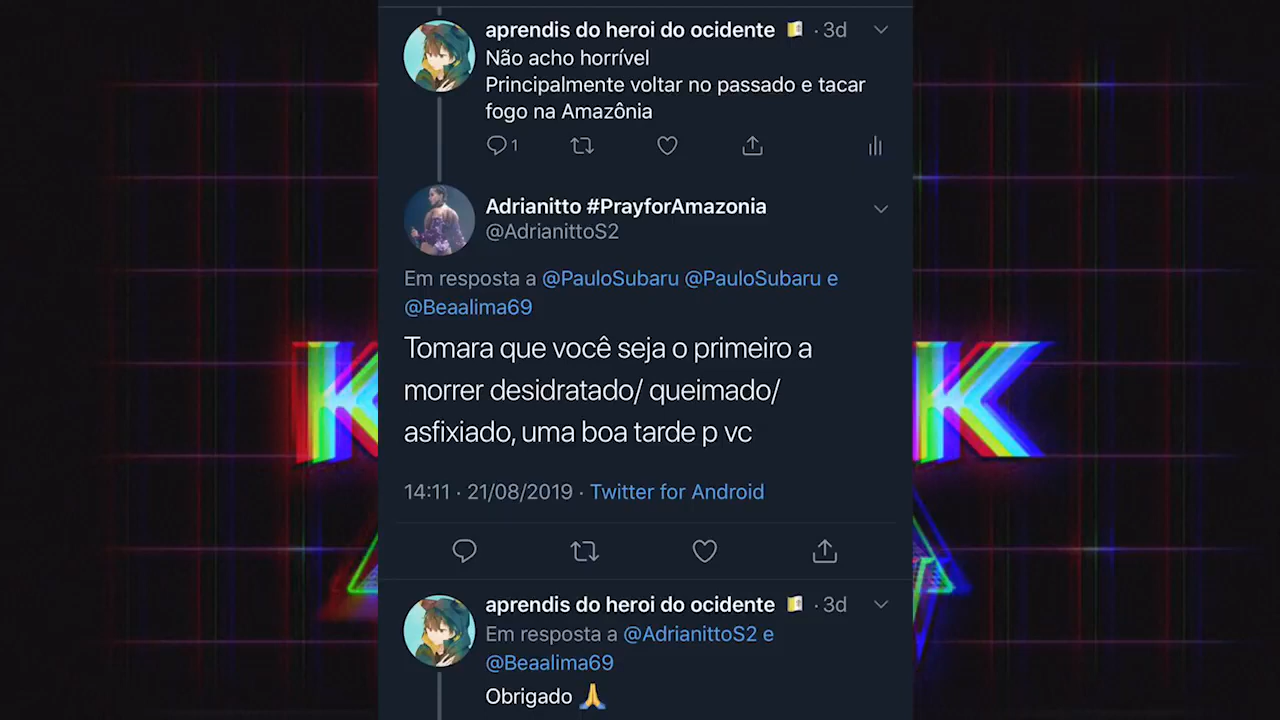 aprendis do heroi do ocidente · 3d
Não acho horrível
Principalmente voltar no passado e tacar
fogo na Amazônia
1
Adrianitto #PrayforAmazonia
@AdrianittoS2
Em resposta a @PauloSubaru @PauloSubaru e
@Beaalima69
Tomara que você seja o primeiro a
morrer desidratado/ queimado/
asfixiado, uma boa tarde p vc
14:11 · 21/08/2019 · Twitter for Android
aprendis do heroi do ocidente · 3d
Em resposta a @AdrianittoS2 e
@Beaalima69
Obrigado 🙏
K K